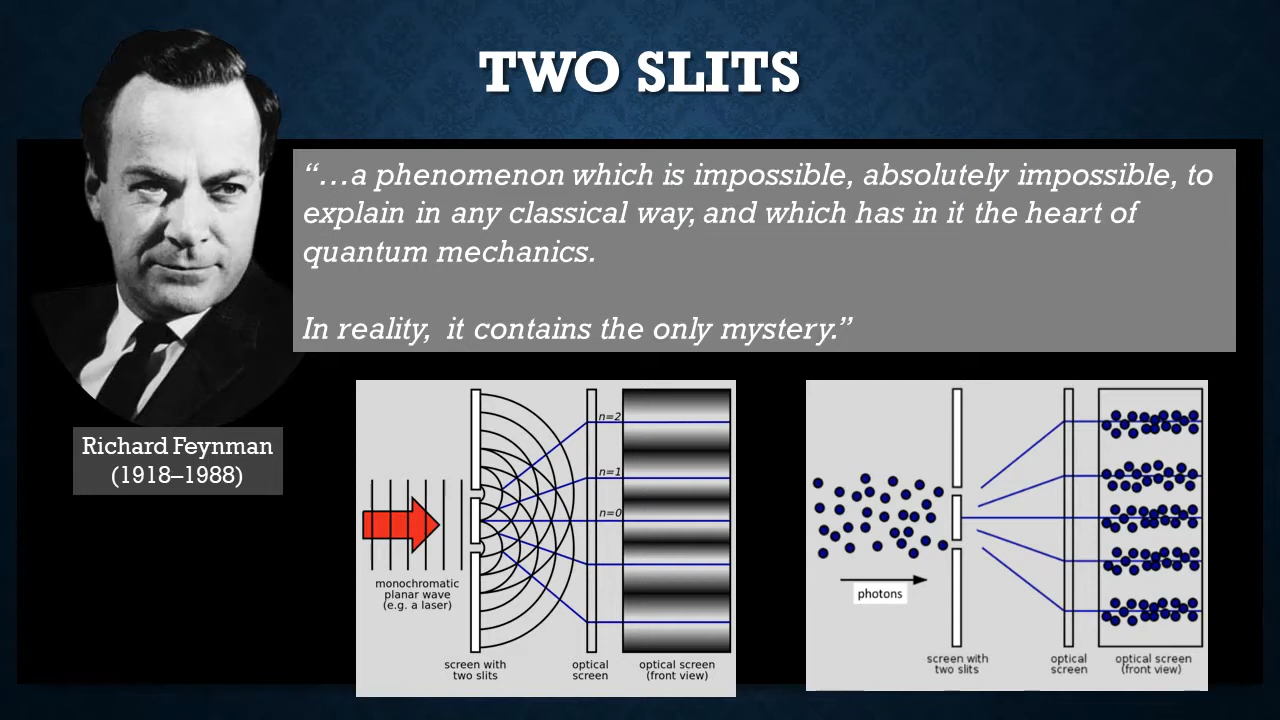 TWO SLITS
“…a phenomenon which is impossible, absolutely impossible, to
explain in any classical way, and which has in it the heart of
quantum mechanics.
In reality,  it contains the only mystery.”
Richard Feynman
(1918–1988)
n=2
n=1
n=0
monochromatic
planar wave
(e.g. a laser)
screen with
two slits
optical
screen
optical screen
(front view)
photons
screen with
two slits
optical
screen
optical screen
(front view)